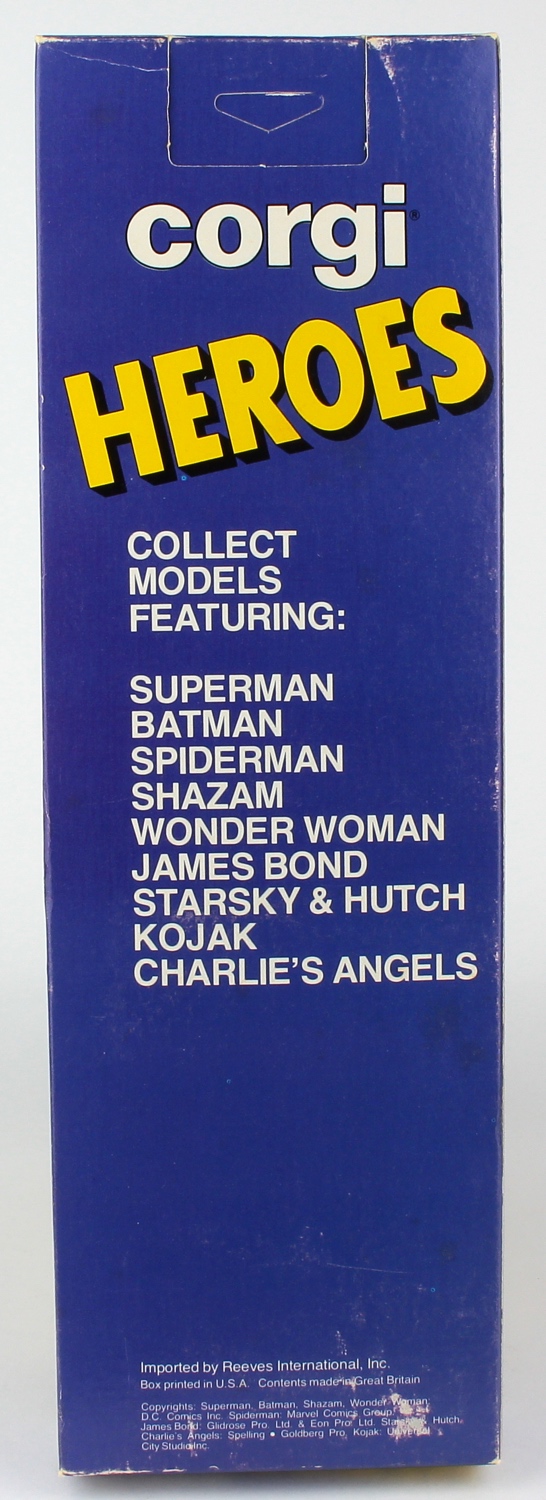 corgi®
HEROES
COLLECT
MODELS
FEATURING:
SUPERMAN
BATMAN
SPIDERMAN
SHAZAM
WONDER WOMAN
JAMES BOND
STARSKY & HUTCH
KOJAK
CHARLIE'S ANGELS
Imported by Reeves International, Inc.
Box printed in U.S.A. Contents made in Great Britain
Copyrights: Superman, Batman, Shazam, Wonder Woman:
D.C. Comics Inc. Spiderman: Marvel Comics Group
James Bond: Glidrose Pro. Ltd. & Eon Pro. Ltd. Hutch
Charlie's Angels: Spelling • Goldberg Pro. Kojak: Universal
City Studio Inc.